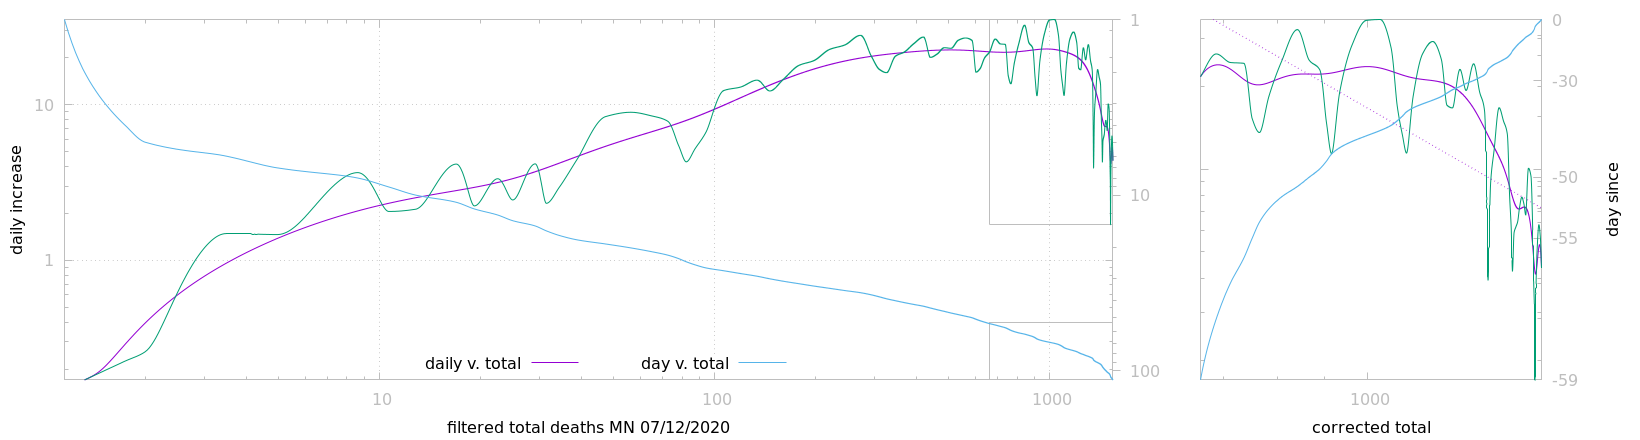 daily increase
10
1
daily v. total
day v. total
10
100
1000
filtered total deaths MN 07/12/2020
1
10
100
1000
corrected total
0
-30
-50
-55
-59
day since